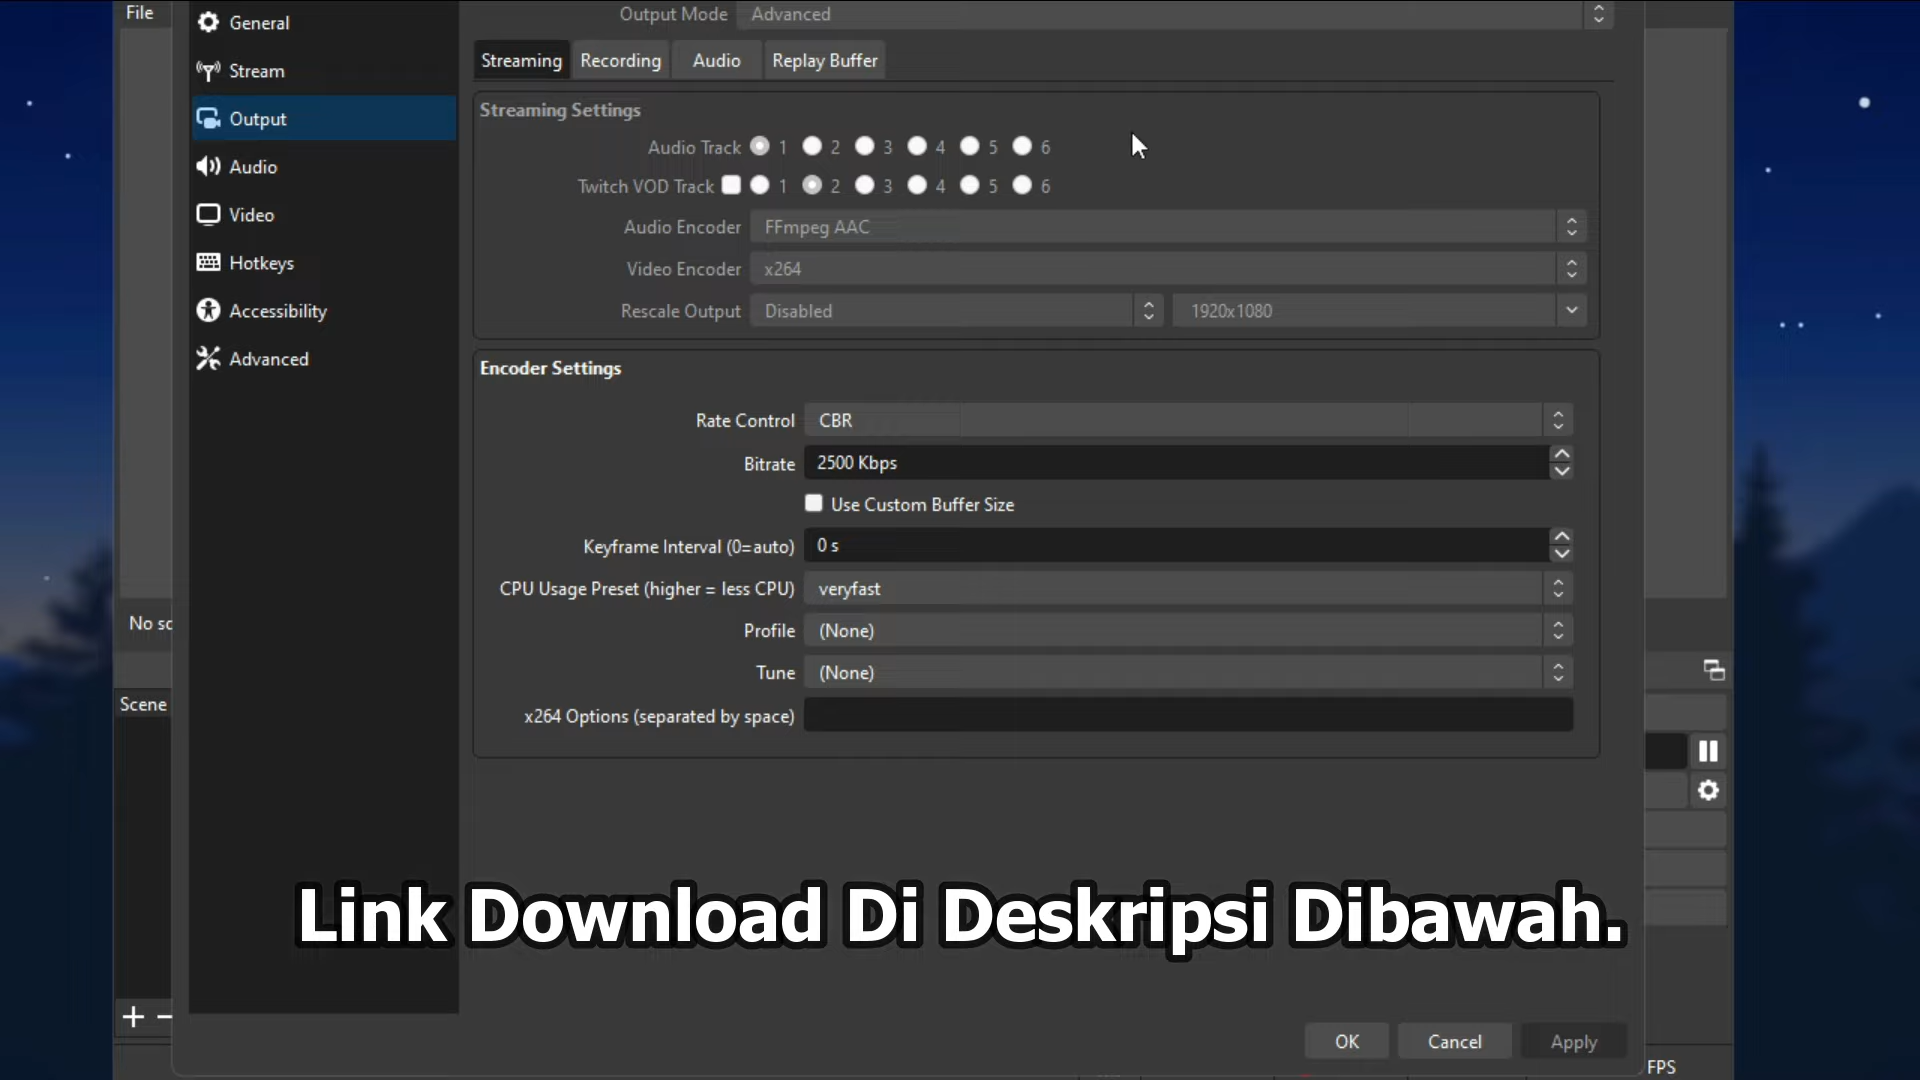 File
General
Stream
Output
Audio
Video
Hotkeys
Accessibility
Advanced
Output Mode Advanced
Streaming Recording Audio Replay Buffer
Streaming Settings
Audio Track 1 2 3 4 5 6
Twitch VOD Track 1 2 3 4 5 6
Audio Encoder FFmpeg AAC
Video Encoder x264
Rescale Output Disabled 1920x1080
Encoder Settings
Rate Control CBR
Bitrate 2500 Kbps
Use Custom Buffer Size
Keyframe Interval (0=auto) 0 s
CPU Usage Preset (higher = less CPU) veryfast
Profile (None)
Tune (None)
x264 Options (separated by space)
No
Scene
Link Download Di Deskripsi Dibawah.
OK Cancel Apply
FPS